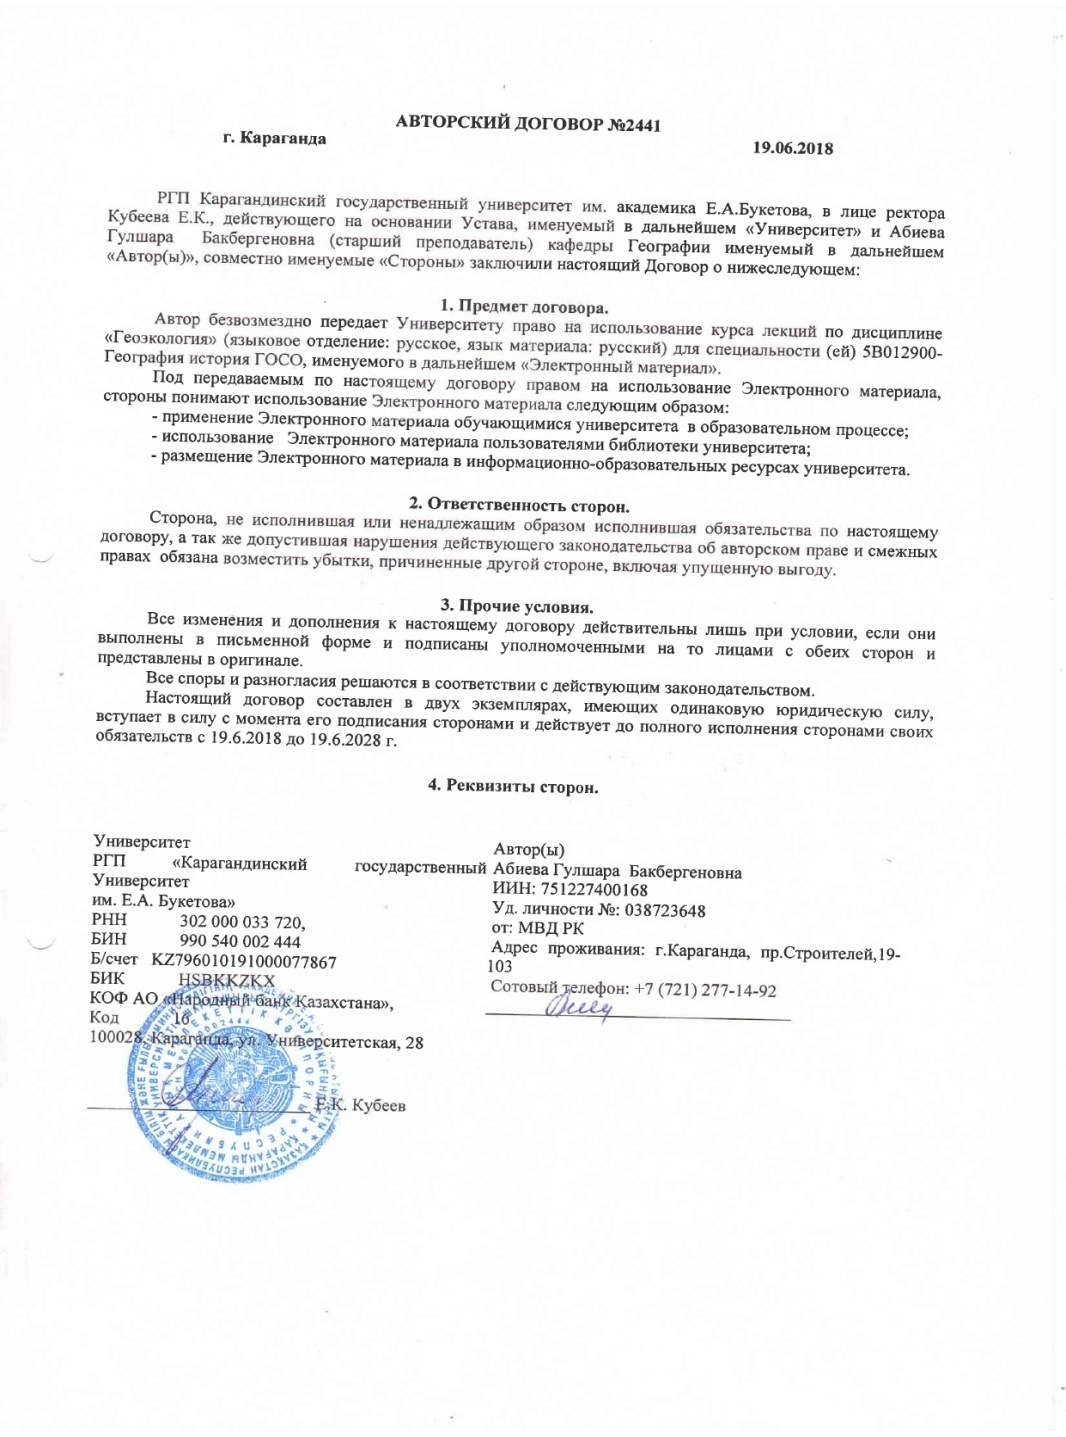 АВТОРСКИЙ ДОГОВОР №2441
г. Караганда
19.06.2018
РГП Карагандинский государственный университет им. академика Е.А.Букетова, в лице ректора
Кубеева Е.К., действующего на основании Устава, именуемый в дальнейшем «Университет» и Абиева
Гулшара Бакбергеновна (старший преподаватель) кафедры Географии именуемый в дальнейшем
«Автор(ы)», совместно именуемые «Стороны» заключили настоящий Договор о нижеследующем:
1. Предмет договора.
Автор безвозмездно передает Университету право на использование курса лекций по дисциплине
«Геоэкология» (языковое отделение: русское, язык материала: русский) для специальности (ей) 5В012900-
География история ГОСО, именуемого в дальнейшем «Электронный материал».
Под передаваемым по настоящему договору правом на использование Электронного материала,
стороны понимают использование Электронного материала следующим образом:
- применение Электронного материала обучающимися университета в образовательном процессе;
- использование Электронного материала пользователями библиотеки университета;
- размещение Электронного материала в информационно-образовательных ресурсах университета.
2. Ответственность сторон.
Сторона, не исполнившая или ненадлежащим образом исполнившая обязательства по настоящему
договору, а так же допустившая нарушения действующего законодательства об авторском праве и смежных
правах обязана возместить убытки, причиненные другой стороне, включая упущенную выгоду.
3. Прочие условия.
Все изменения и дополнения к настоящему договору действительны лишь при условии, если они
выполнены в письменной форме и подписаны уполномоченными на то лицами с обеих сторон и
представлены в оригинале.
Все споры и разногласия решаются в соответствии с действующим законодательством.
Настоящий договор составлен в двух экземплярах, имеющих одинаковую юридическую силу,
вступает в силу с момента его подписания сторонами и действует до полного исполнения сторонами своих
обязательств с 19.6.2018 до 19.6.2028 г.
4. Реквизиты сторон.
Университет
РГП «Карагандинский государственный
Университет
им. Е.А. Букетова»
РНН 302 000 033 720,
БИН 990 540 002 444
Б/счет KZ796010191000077867
БИК HSBKKZKX
КОФ АО «Народный банк Казахстана»,
Код 16
100028, Караганда, ул. Университетская, 28
Е.К. Кубеев
Автор(ы)
Абиева Гулшара Бакбергеновна
ИИН: 751227400168
Уд. личности №: 038723648
от: МВД РК
Адрес проживания: г.Караганда, пр.Строителей,19-
103
Сотовый телефон: +7 (721) 277-14-92